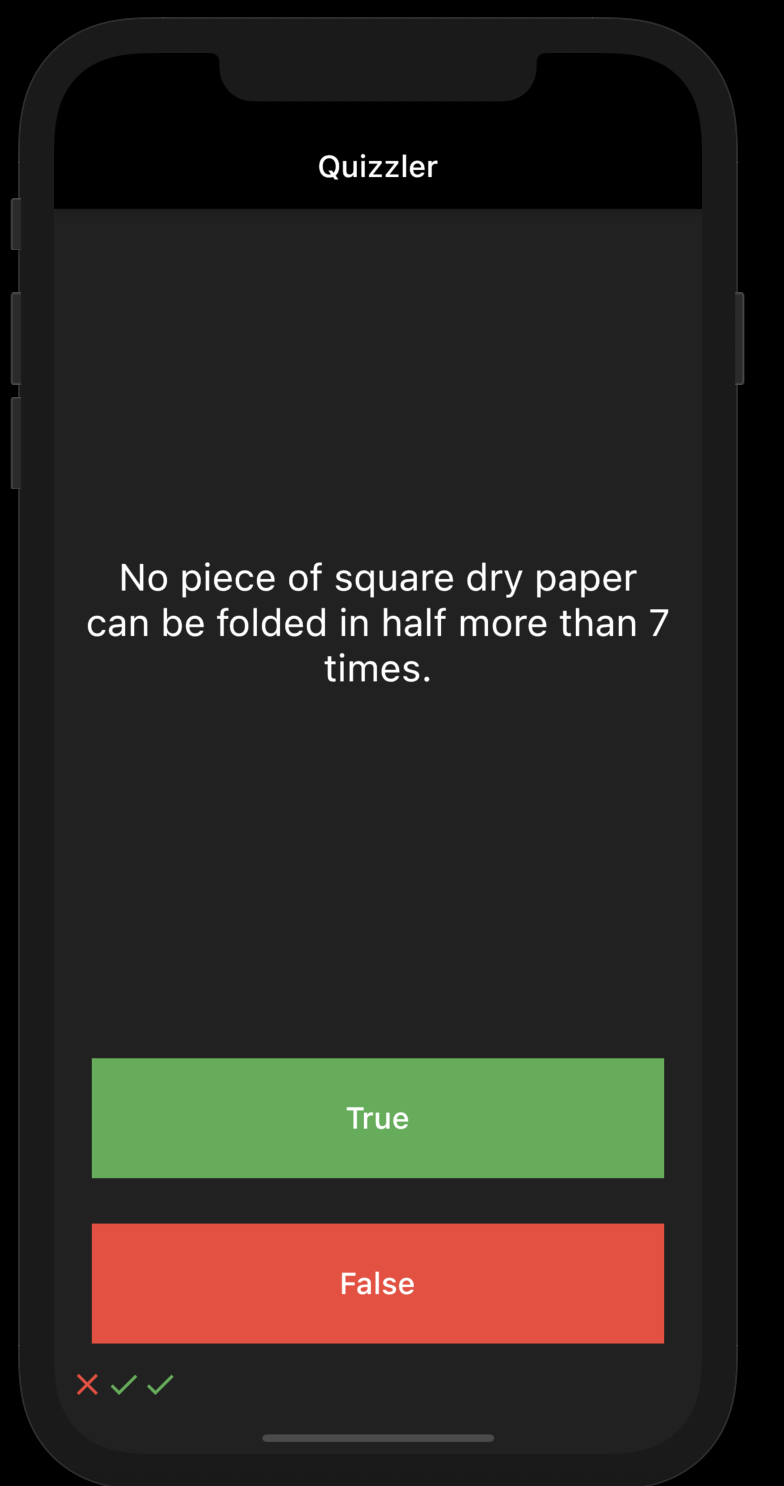 Quizzler
No piece of square dry paper
can be folded in half more than 7
times.
True
False